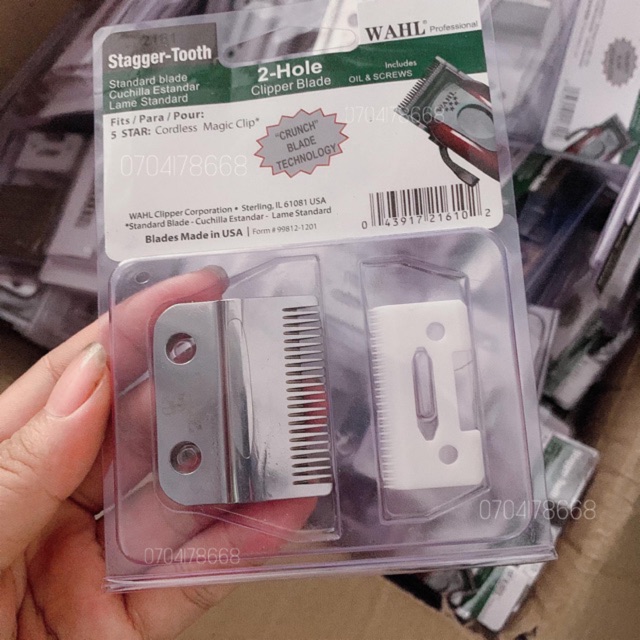 2161
Stagger-Tooth
Standard blade
Cuchilla Estandar
Lame Standard
2-Hole
Clipper Blade
WAHL® Professional
Includes
OIL & SCREWS
Fits / Para / Pour:
5 STAR: Cordless Magic Clip*
"CRUNCH"
BLADE
TECHNOLOGY
0704178668
0704178668
WAHL Clipper Corporation • Sterling, IL 61081 USA
*Standard Blade - Cuchilla Estandar - Lame Standard
Blades Made in USA | Form # 99812-1201
0 43917 21610 2
0704178668
0704178668